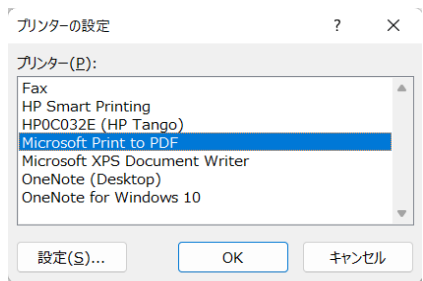 プリンターの設定 ?
プリンター(P):
Fax
HP Smart Printing
HP0C032E (HP Tango)
Microsoft Print to PDF
Microsoft XPS Document Writer
OneNote (Desktop)
OneNote for Windows 10
設定(S)... OK キャンセル